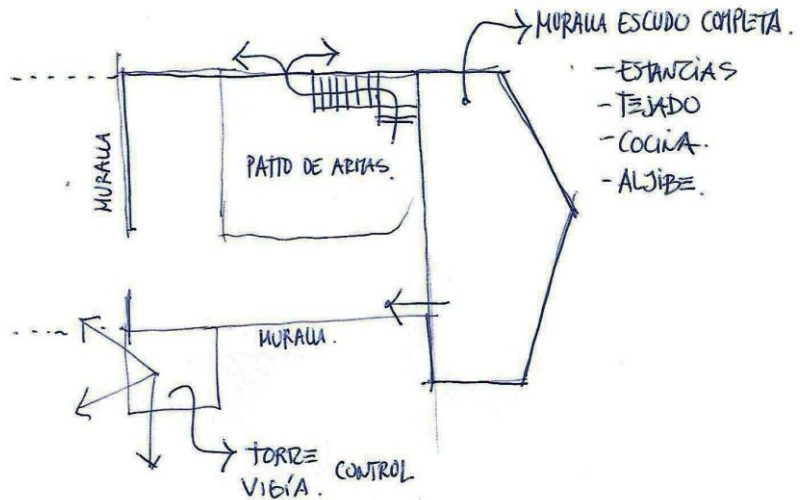 MURALLA ESCUDO COMPLETA.
- ESTANCIAS
- TEJADO
- COCINA.
- ALJIBE.
MURALLA
PATIO DE ARMAS.
MURALLA.
TORRE CONTROL
VIGÍA.